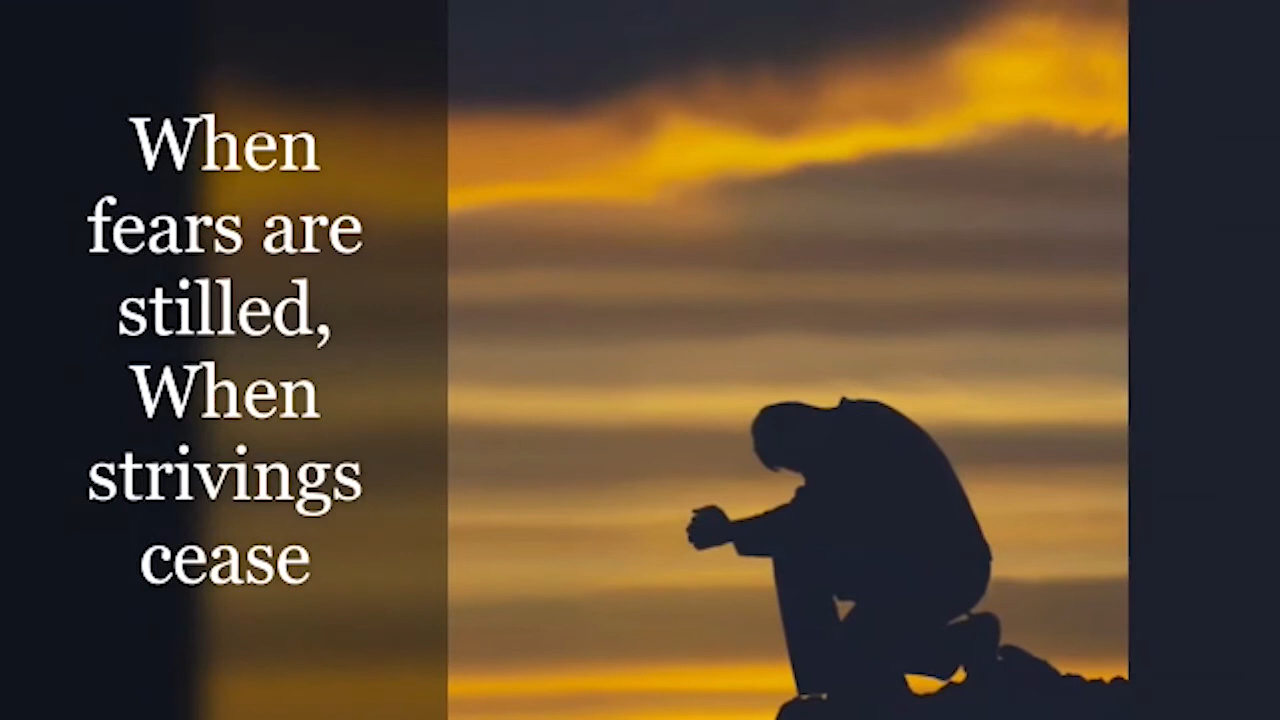 When
fears are
stilled,
When
strivings
cease